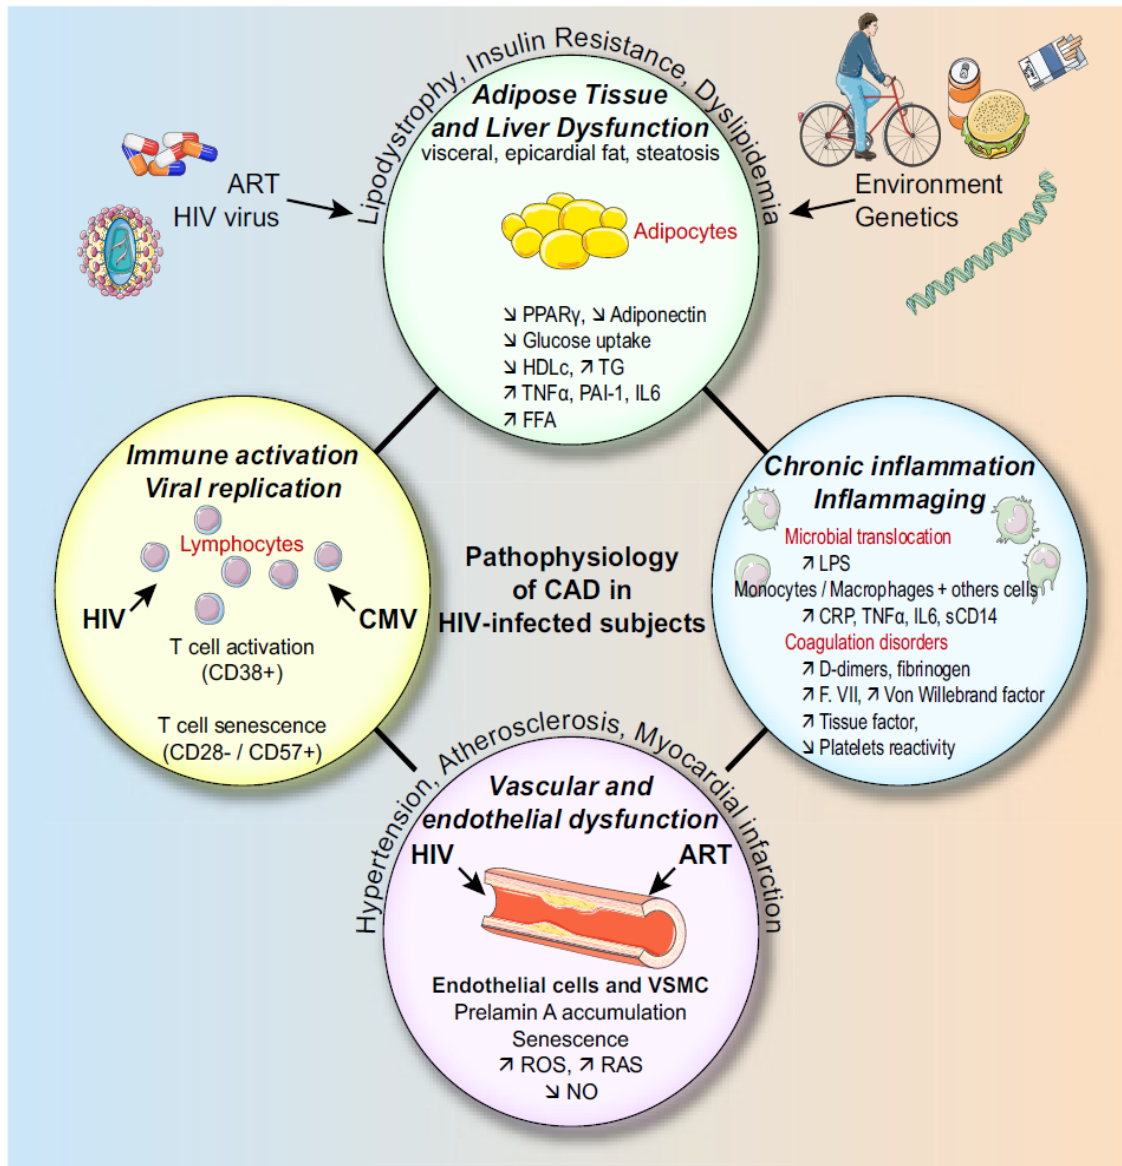 Lipodystrophy, Insulin Resistance, Dyslipidemia
Adipose Tissue
and Liver Dysfunction
visceral, epicardial fat, steatosis
Adipocytes
↘ PPARγ, ↘ Adiponectin
↘ Glucose uptake
↘ HDLc, ↗ TG
↗ TNFα, PAI-1, IL6
↗ FFA
ART
HIV virus
Environment
Genetics
Immune activation
Viral replication
Lymphocytes
HIV
CMV
T cell activation
(CD38+)
T cell senescence
(CD28- / CD57+)
Pathophysiology
of CAD in
HIV-infected subjects
Chronic inflammation
Inflammaging
Microbial translocation
↗ LPS
Monocytes / Macrophages + others cells
↗ CRP, TNFα, IL6, sCD14
Coagulation disorders
↗ D-dimers, fibrinogen
↗ F. VII, ↗ Von Willebrand factor
↗ Tissue factor,
↘ Platelets reactivity
Hypertension, Atherosclerosis, Myocardial infarction
Vascular and
endothelial dysfunction
HIV
ART
Endothelial cells and VSMC
Prelamin A accumulation
Senescence
↗ ROS, ↗ RAS
↘ NO